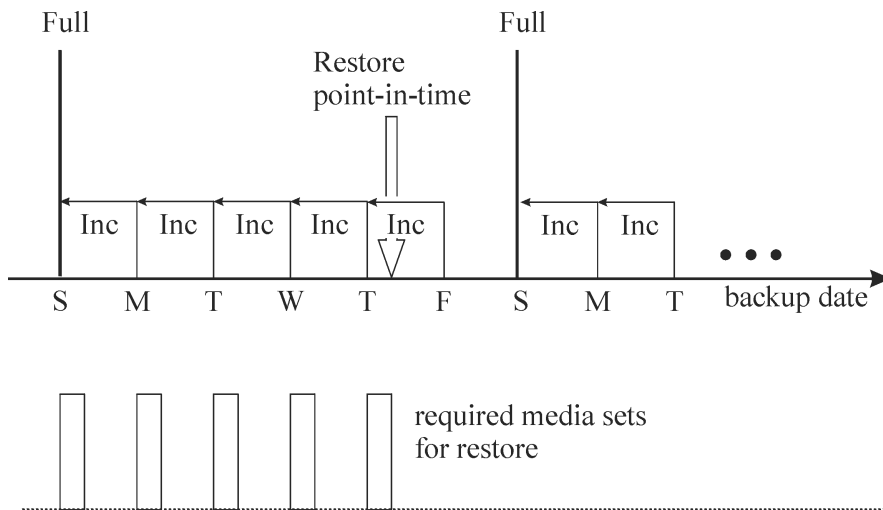 Full
Full
Restore
point-in-time
Inc
Inc
Inc
Inc
Inc
Inc
Inc
S
M
T
W
T
F
S
M
T
backup date
required media sets
for restore